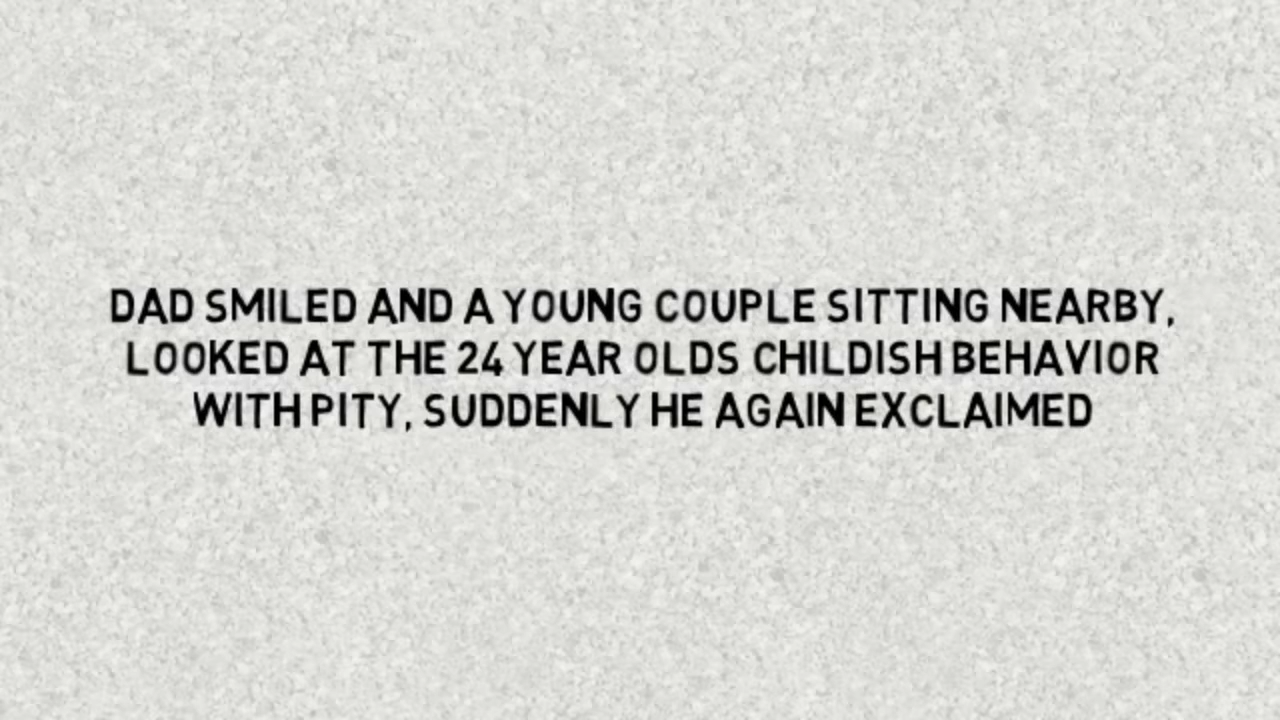 DAD SMILED AND A YOUNG COUPLE SITTING NEARBY,
LOOKED AT THE 24 YEAR OLDS CHILDISH BEHAVIOR
WITH PITY, SUDDENLY HE AGAIN EXCLAIMED